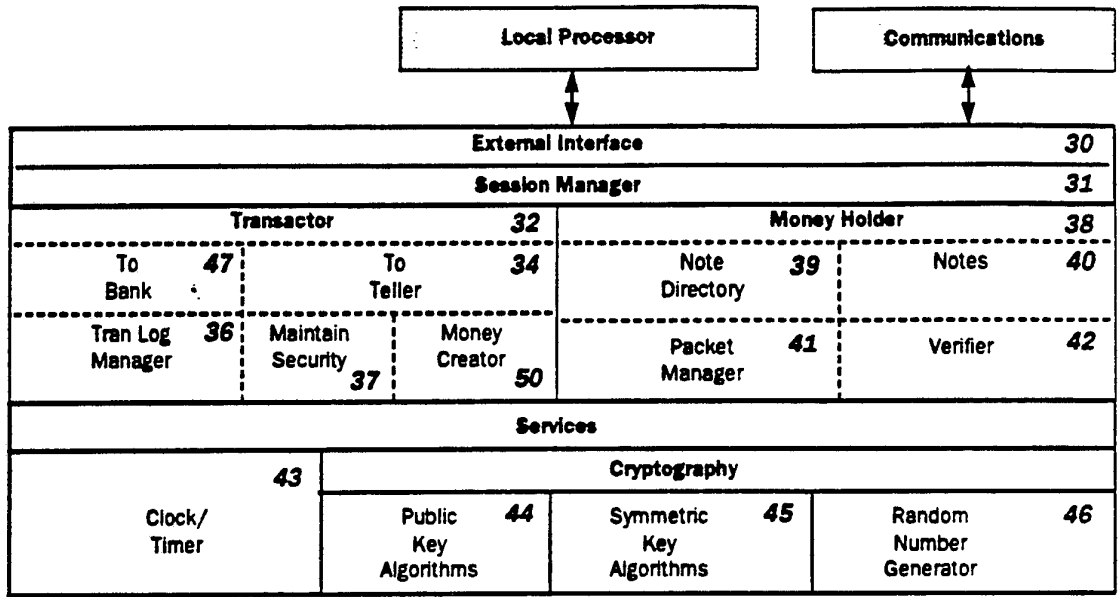 Local Processor
Communications
External Interface 30
Session Manager 31
Transactor 32
Money Holder 38
To Bank 47
To Teller 34
Note Directory 39
Notes 40
Tran Log Manager 36
Maintain Security 37
Money Creator 50
Packet Manager 41
Verifier 42
Services
43
Clock/
Timer
Cryptography
Public 44
Key
Algorithms
Symmetric 45
Key
Algorithms
Random 46
Number
Generator